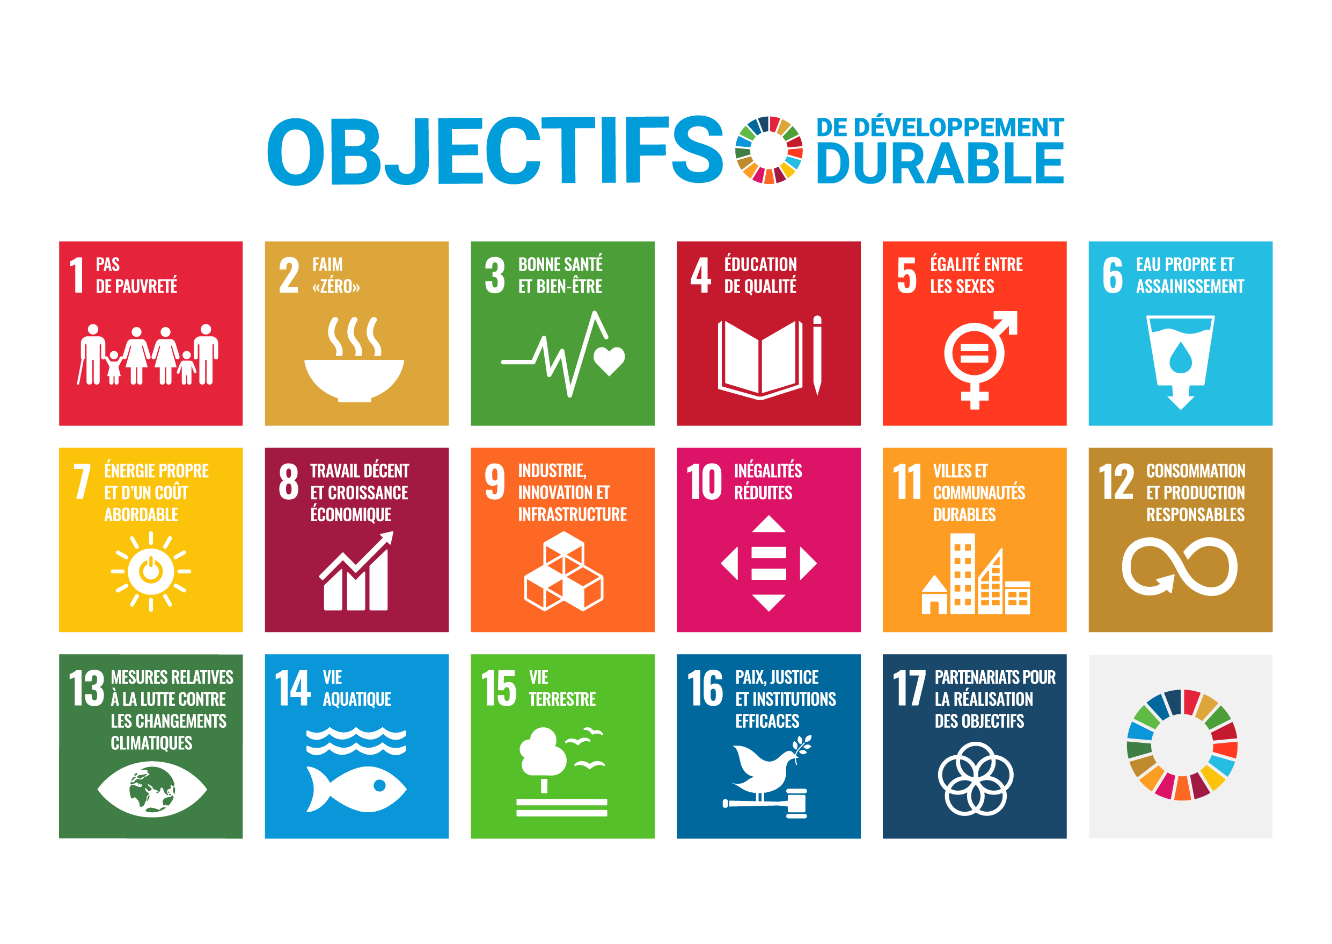 OBJECTIFS
DE DÉVELOPPEMENT
DURABLE
1 PAS
DE PAUVRETÉ
2 FAIM
«ZÉRO»
3 BONNE SANTÉ
ET BIEN-ÊTRE
4 ÉDUCATION
DE QUALITÉ
5 ÉGALITÉ ENTRE
LES SEXES
6 EAU PROPRE ET
ASSAINISSEMENT
7 ÉNERGIE PROPRE
ET D'UN COÛT
ABORDABLE
8 TRAVAIL DÉCENT
ET CROISSANCE
ÉCONOMIQUE
9 INDUSTRIE,
INNOVATION ET
INFRASTRUCTURE
10 INÉGALITÉS
RÉDUITES
11 VILLES ET
COMMUNAUTÉS
DURABLES
12 CONSOMMATION
ET PRODUCTION
RESPONSABLES
13 MESURES RELATIVES
À LA LUTTE CONTRE
LES CHANGEMENTS
CLIMATIQUES
14 VIE
AQUATIQUE
15 VIE
TERRESTRE
16 PAIX, JUSTICE
ET INSTITUTIONS
EFFICACES
17 PARTENARIATS POUR
LA RÉALISATION
DES OBJECTIFS